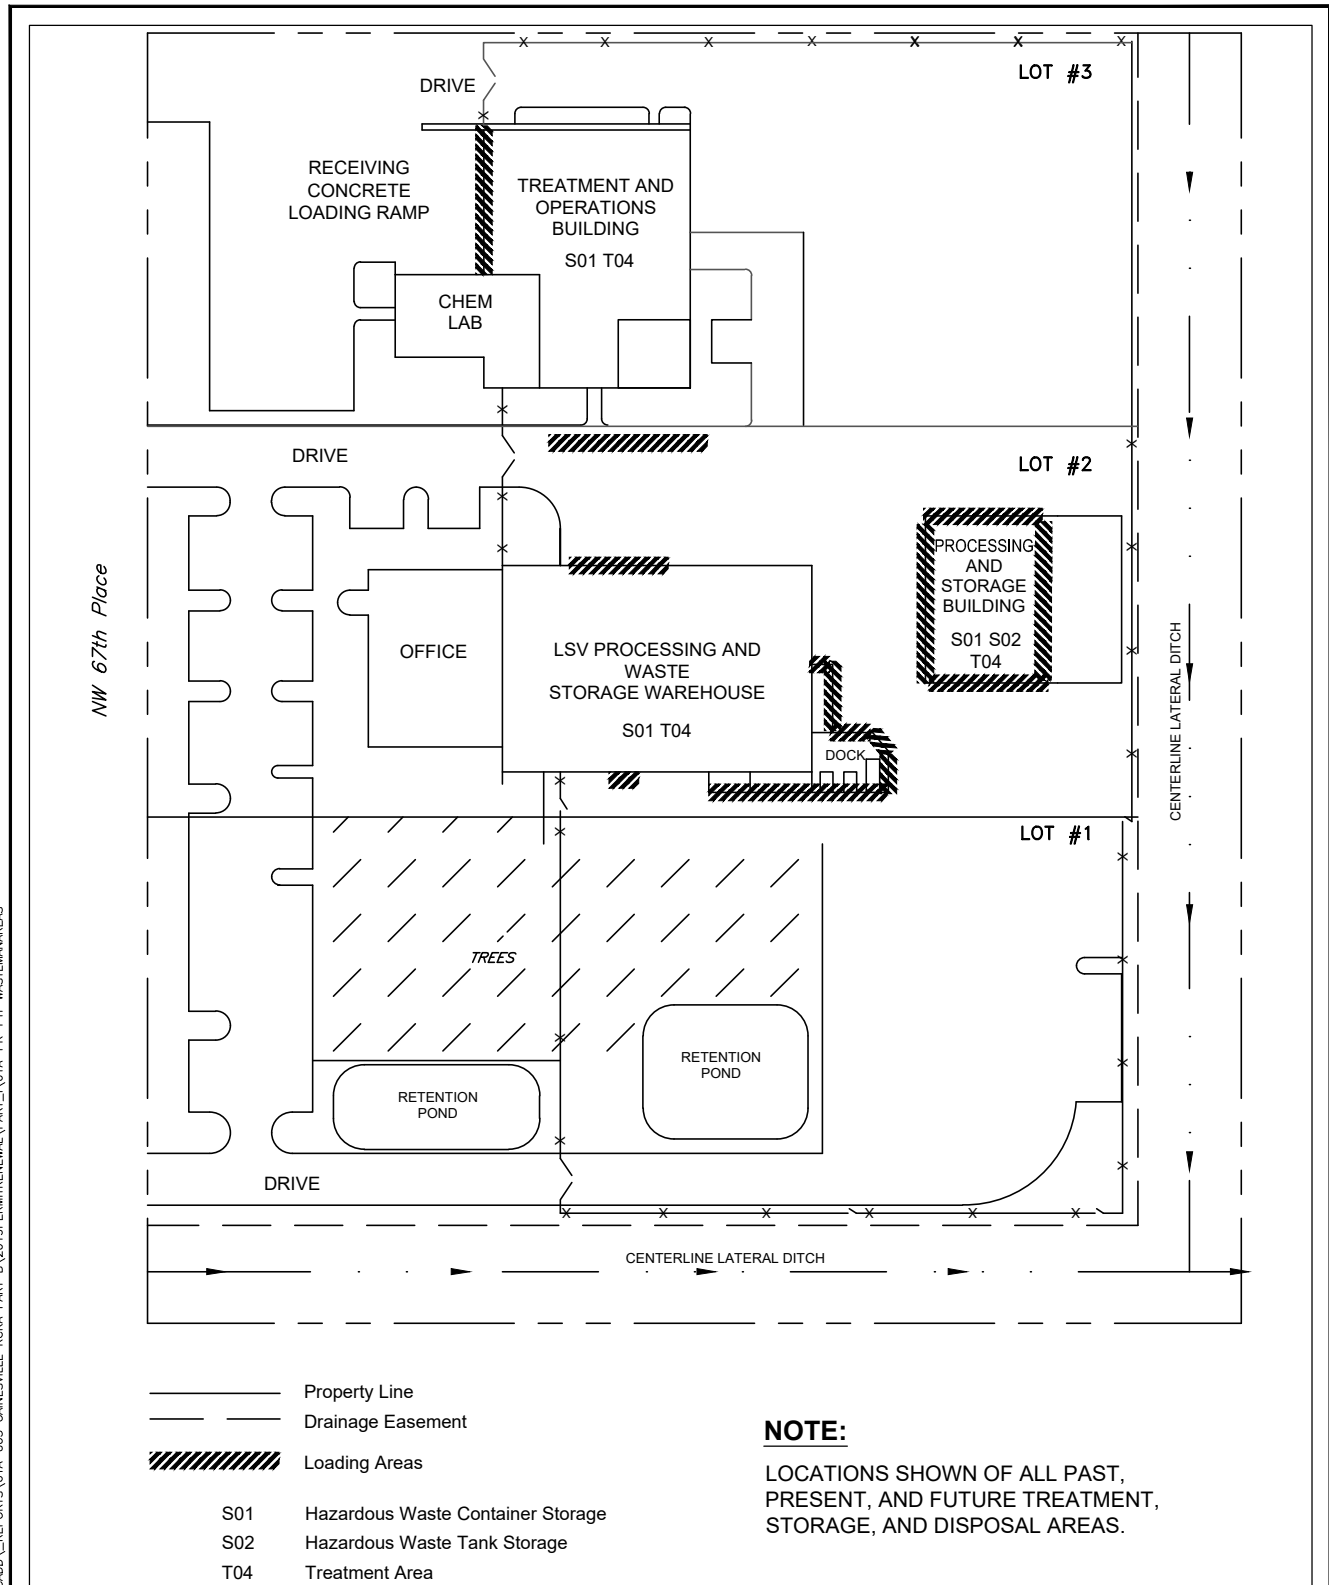 LOT #3
DRIVE
RECEIVING
CONCRETE
LOADING RAMP
TREATMENT AND
OPERATIONS
BUILDING
S01 T04
CHEM
LAB
DRIVE
LOT #2
NW 67th Place
PROCESSING
AND
STORAGE
BUILDING
S01 S02
T04
OFFICE
LSV PROCESSING AND
WASTE
STORAGE WAREHOUSE
S01 T04
DOCK
CENTERLINE LATERAL DITCH
LOT #1
TREES
RETENTION
POND
RETENTION
POND
DRIVE
CENTERLINE LATERAL DITCH
Property Line
Drainage Easement
Loading Areas
S01 Hazardous Waste Container Storage
S02 Hazardous Waste Tank Storage
T04 Treatment Area
NOTE:
LOCATIONS SHOWN OF ALL PAST,
PRESENT, AND FUTURE TREATMENT,
STORAGE, AND DISPOSAL AREAS.